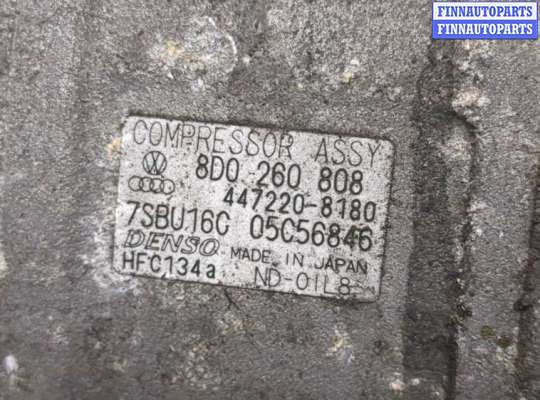 FINNAUTOPARTS
FINNAUTOPARTS
COMPRESSOR ASSY
8D0 260 808
447220-8180
7SBU16C 05C56846
DENSO MADE IN JAPAN
HFC134a ND-OIL8